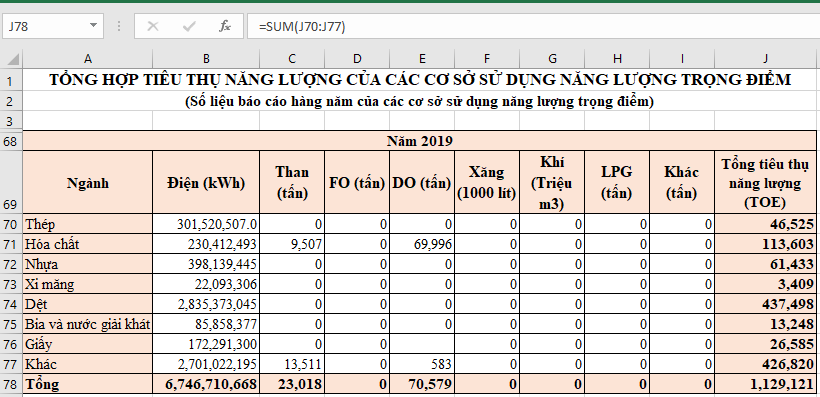 J78 fx =SUM(J70:J77)
A B C D E F G H I J
1 TỔNG HỢP TIÊU THỤ NĂNG LƯỢNG CỦA CÁC CƠ SỞ SỬ DỤNG NĂNG LƯỢNG TRỌNG ĐIỂM
2 (Số liệu báo cáo hàng năm của các cơ sở sử dụng năng lượng trọng điểm)
3
68 Năm 2019
69 Ngành Điện (kWh) Than (tấn) FO (tấn) DO (tấn) Xăng (1000 lít) Khí (Triệu m3) LPG (tấn) Khác (tấn) Tổng tiêu thụ năng lượng (TOE)
70 Thép 301,520,507.0 0 0 0 0 0 0 0 46,525
71 Hóa chất 230,412,493 9,507 0 69,996 0 0 0 0 113,603
72 Nhựa 398,139,445 0 0 0 0 0 0 0 61,433
73 Xi măng 22,093,306 0 0 0 0 0 0 0 3,409
74 Dệt 2,835,373,045 0 0 0 0 0 0 0 437,498
75 Bia và nước giải khát 85,858,377 0 0 0 0 0 0 0 13,248
76 Giấy 172,291,300 0 0 0 0 0 0 26,585
77 Khác 2,701,022,195 13,511 0 583 0 0 0 0 426,820
78 Tổng 6,746,710,668 23,018 0 70,579 0 0 0 0 1,129,121